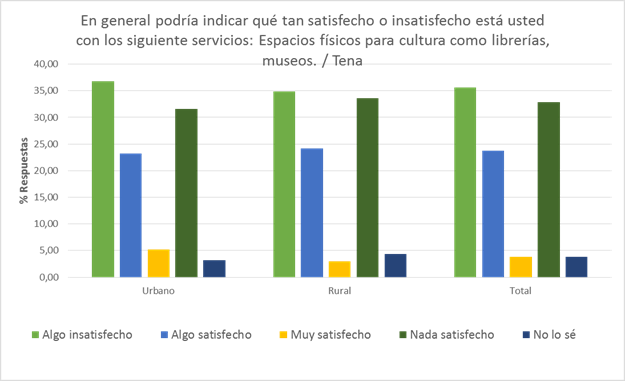 En general podría indicar qué tan satisfecho o insatisfecho está usted
con los siguiente servicios: Espacios físicos para cultura como librerías,
museos. / Tena
% Respuestas
40,00
35,00
30,00
25,00
20,00
15,00
10,00
5,00
0,00
Urbano Rural Total
Algo insatisfecho Algo satisfecho Muy satisfecho Nada satisfecho No lo sé